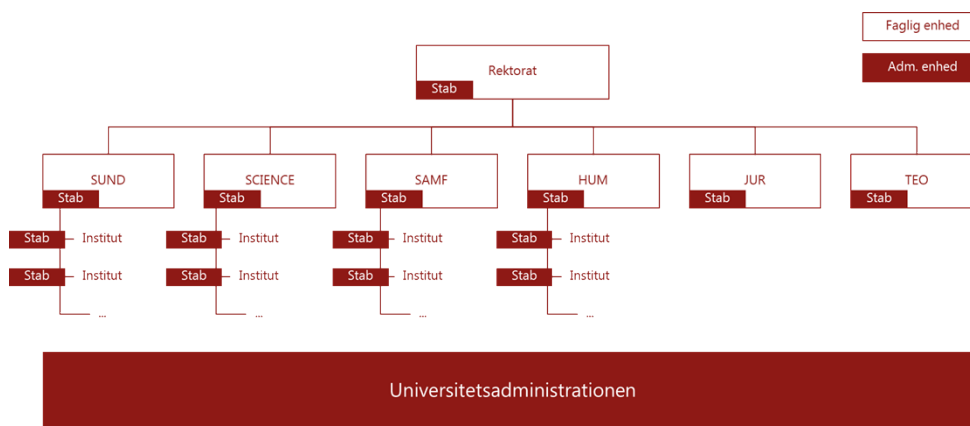 Faglig enhed
Adm. enhed
Rektorat
Stab
SUND
Stab
SCIENCE
Stab
SAMF
Stab
HUM
Stab
JUR
Stab
TEO
Stab
Stab Institut
Stab Institut
Stab Institut
Stab Institut
Stab Institut
Stab Institut
Stab Institut
Stab Institut
...
...
...
...
Universitetsadministrationen